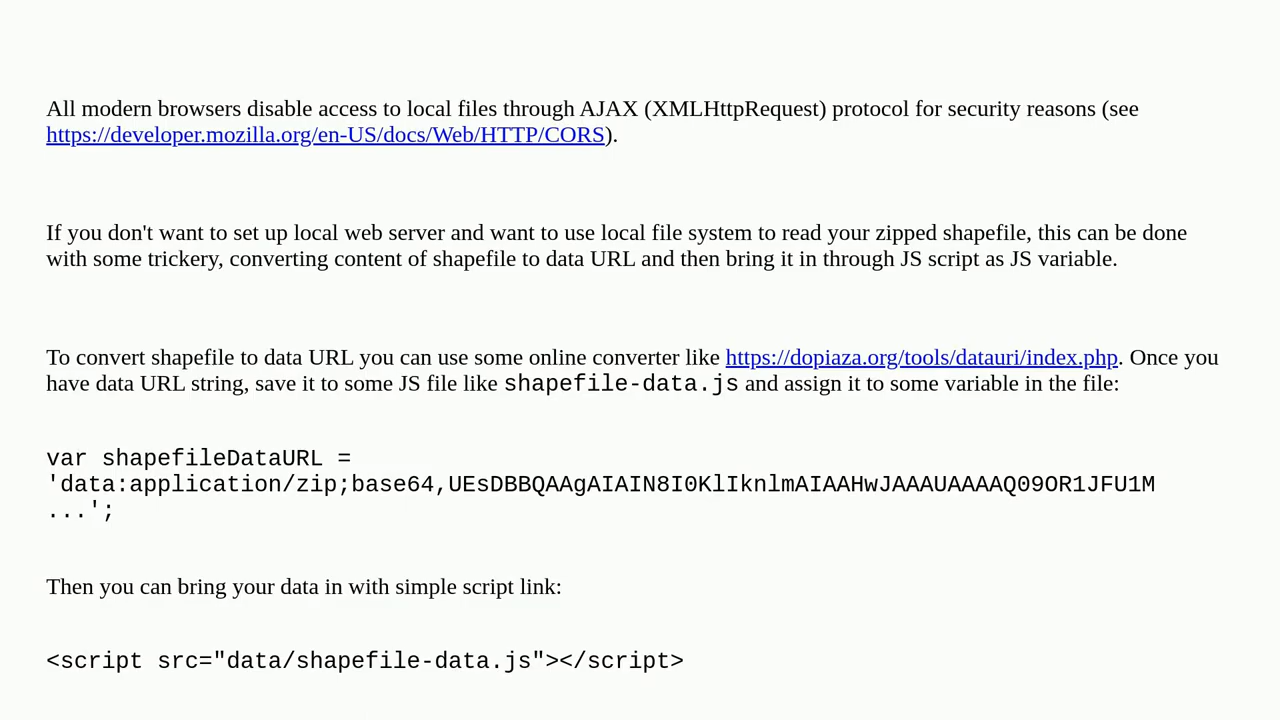 All modern browsers disable access to local files through AJAX (XMLHttpRequest) protocol for security reasons (see
https://developer.mozilla.org/en-US/docs/Web/HTTP/CORS).
If you don't want to set up local web server and want to use local file system to read your zipped shapefile, this can be done
with some trickery, converting content of shapefile to data URL and then bring it in through JS script as JS variable.
To convert shapefile to data URL you can use some online converter like https://dopiaza.org/tools/datauri/index.php. Once you
have data URL string, save it to some JS file like shapefile-data.js and assign it to some variable in the file:
var shapefileDataURL =
'data:application/zip;base64,UEsDBBQAAgAIAIN8I0KlIknlmAIAAHwJAAAUAAAAQ09OR1JFU1M
...';
Then you can bring your data in with simple script link:
<script src="data/shapefile-data.js"></script>